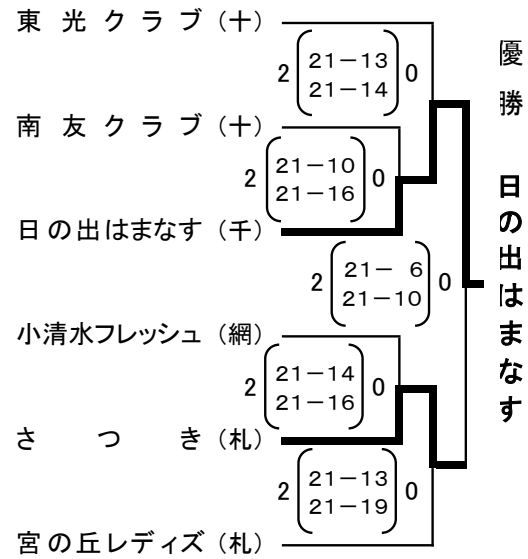 東光クラブ（十）
2 21－13 0
21－14
南友クラブ（十）
2 21－10 0
21－16
日の出はまなす（千）
2 21－ 6 0
21－10
小清水フレッシュ（網）
2 21－14 0
21－16
さつき（札）
2 21－13 0
21－19
宮の丘レディズ（札）
優勝 日の出はまなす